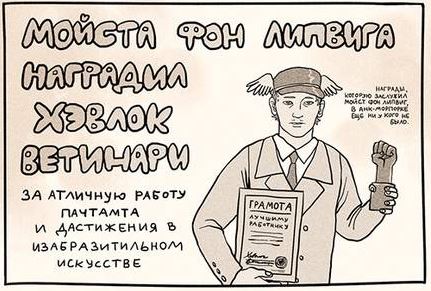 МОЙСТА ФОН ЛИПВИГА
НАГРАДИЛ
ХЭВЛОК
ВЕТИНАРИ
ЗА АТЛИЧНУЮ РАБОТУ
ПАЧТАМТА
И ДАСТИЖЕНИЯ В
ИЗАБРАЗИТИЛЬНОМ
ИСКУССТВЕ
НАГРАДЫ,
КОТОРУЮ ЗАСЛУЖИЛ
МОЙСТ ФОН ЛИПВИГ,
В АНК-МОРПОРКЕ
ЕЩЕ НИ У КОГО НЕ
БЫЛО.
ГРАМОТА
ЛУЧШИМУ
РАБОТНИКУ